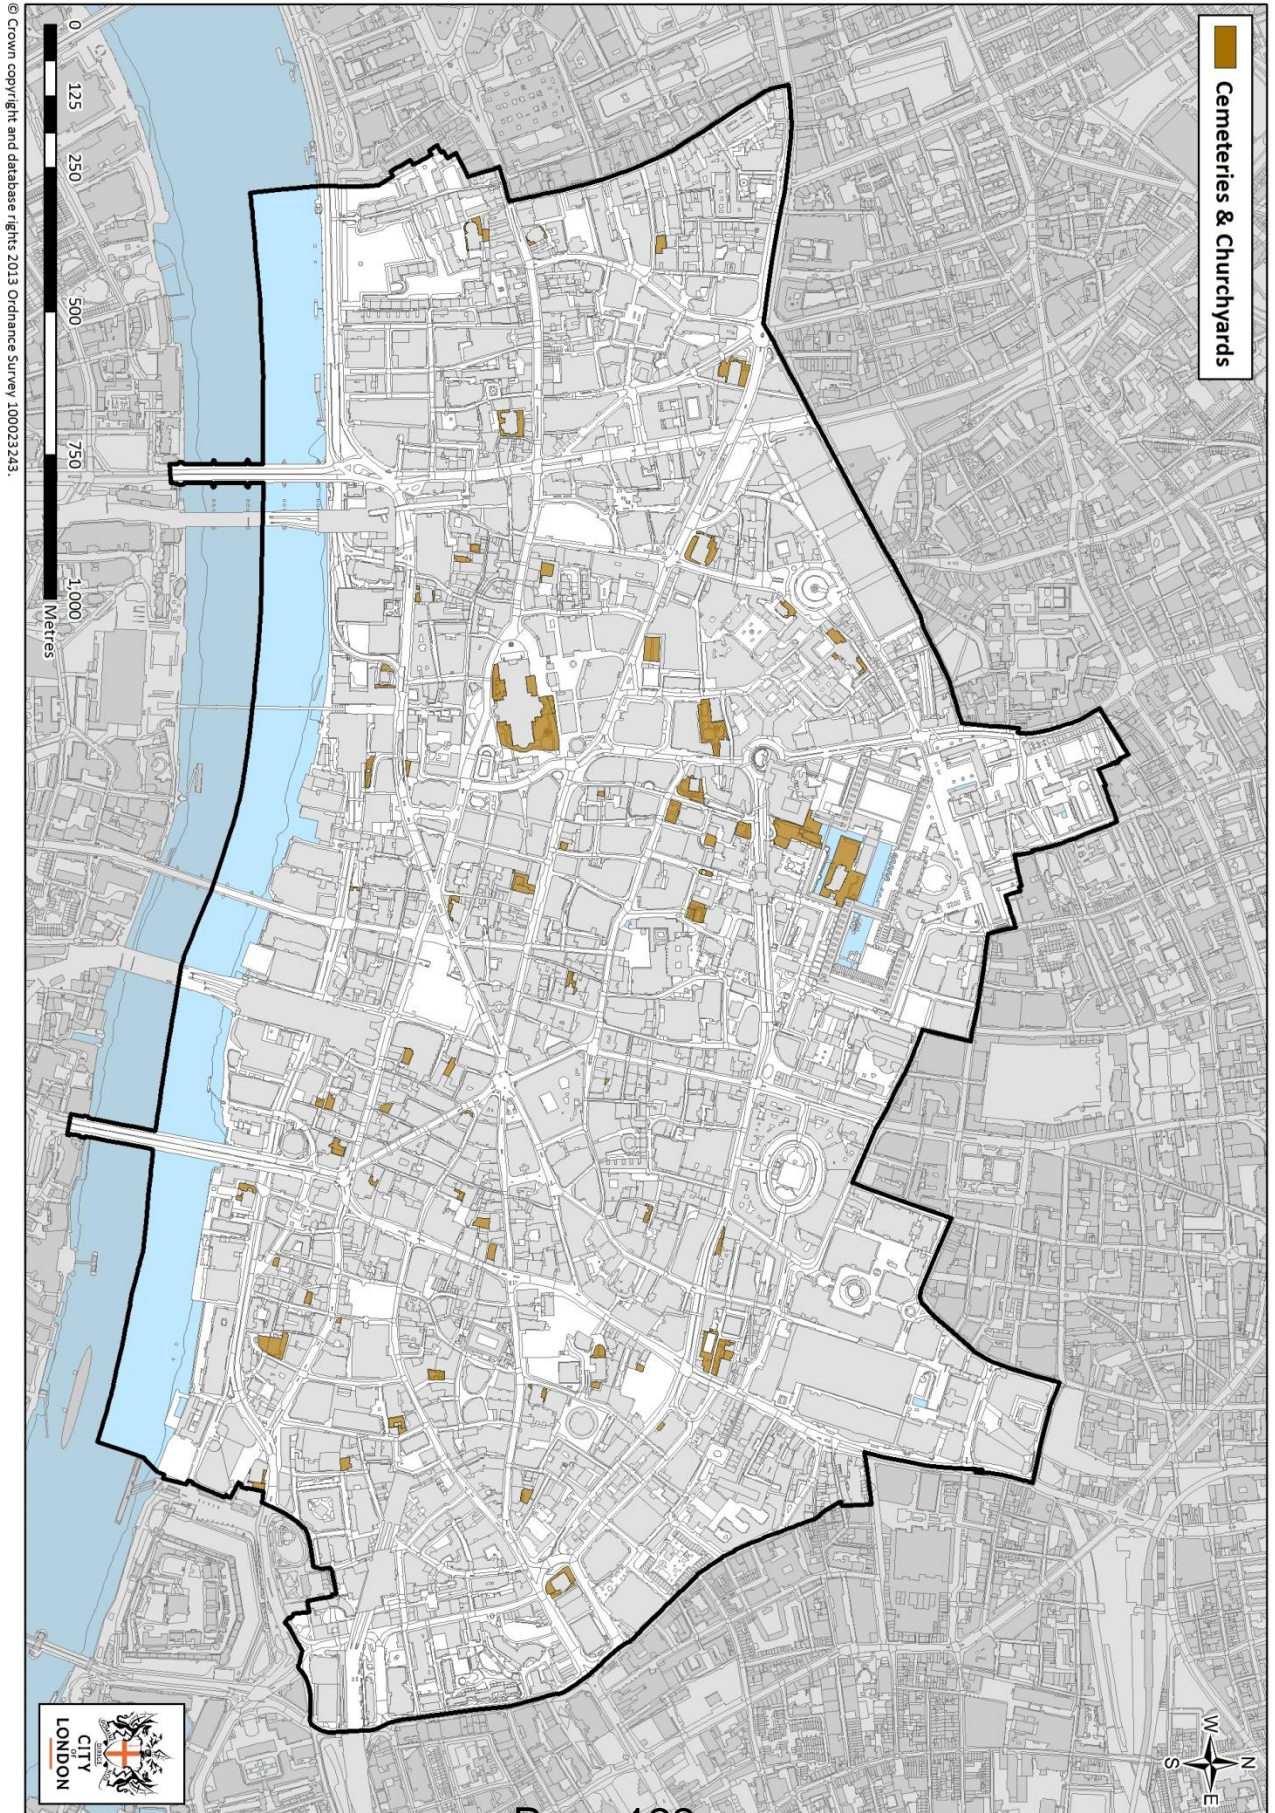 Cemeteries & Churchyards
N
W
E
S
0 125 250 500 750 1,000
Metres
© Crown copyright and database rights 2013 Ordnance Survey 100023243.
CITY
OF
LONDON